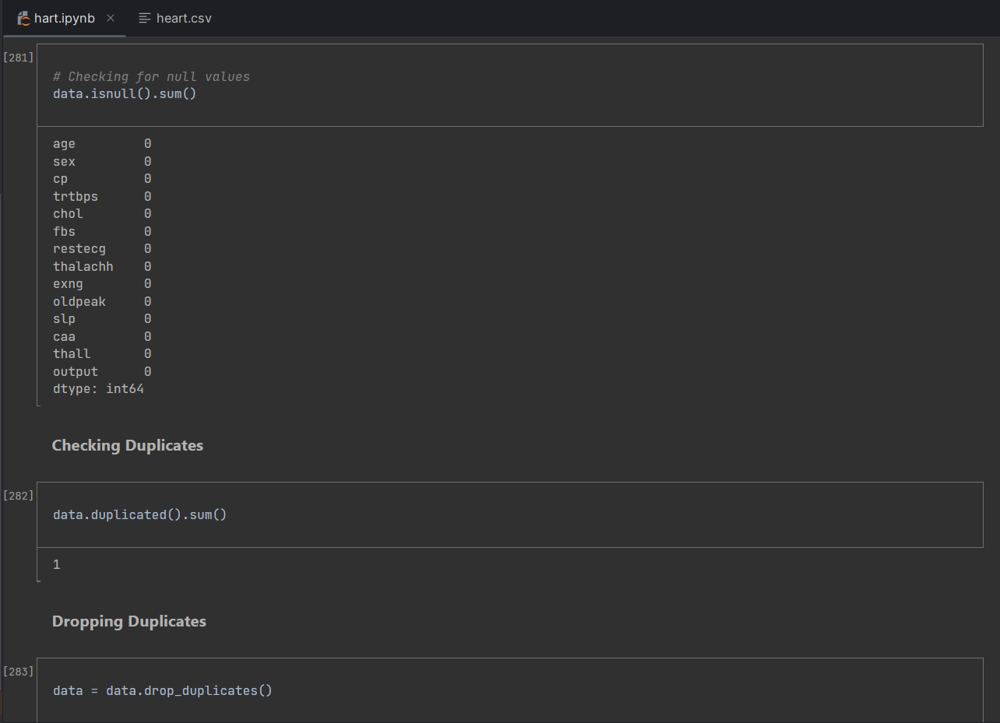 hart.ipynb
heart.csv
[281]
# Checking for null values
data.isnull().sum()
age 0
sex 0
cp 0
trtbps 0
chol 0
fbs 0
restecg 0
thalachh 0
exng 0
oldpeak 0
slp 0
caa 0
thall 0
output 0
dtype: int64
Checking Duplicates
[282]
data.duplicated().sum()
1
Dropping Duplicates
[283]
data = data.drop_duplicates()